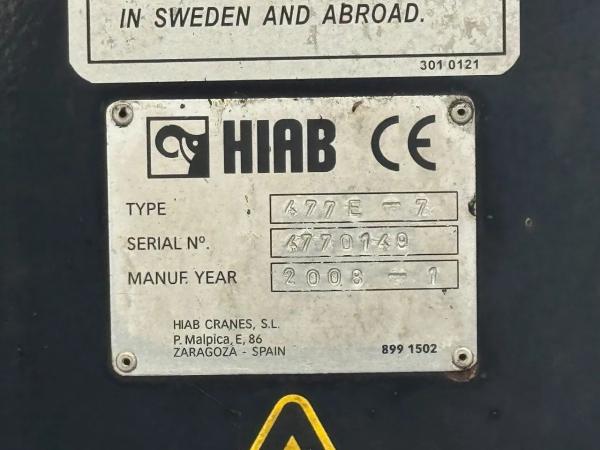 IN SWEDEN AND ABROAD.
301 0121
HIAB CE
TYPE 477E-7
SERIAL Nº. 4770149
MANUF. YEAR 2008-1
HIAB CRANES, S.L.
P. Malpica, E, 86
ZARAGOZA - SPAIN 899 1502